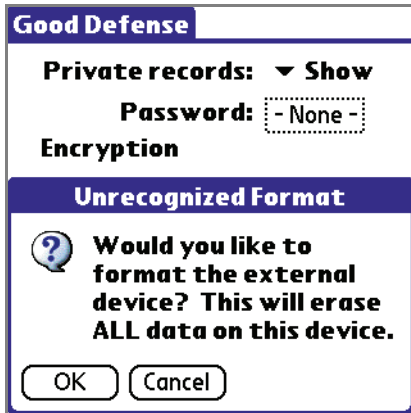 Good Defense
Private records: Show
Password: - None -
Encryption
Unrecognized Format
Would you like to
format the external
device? This will erase
ALL data on this device.
OK Cancel